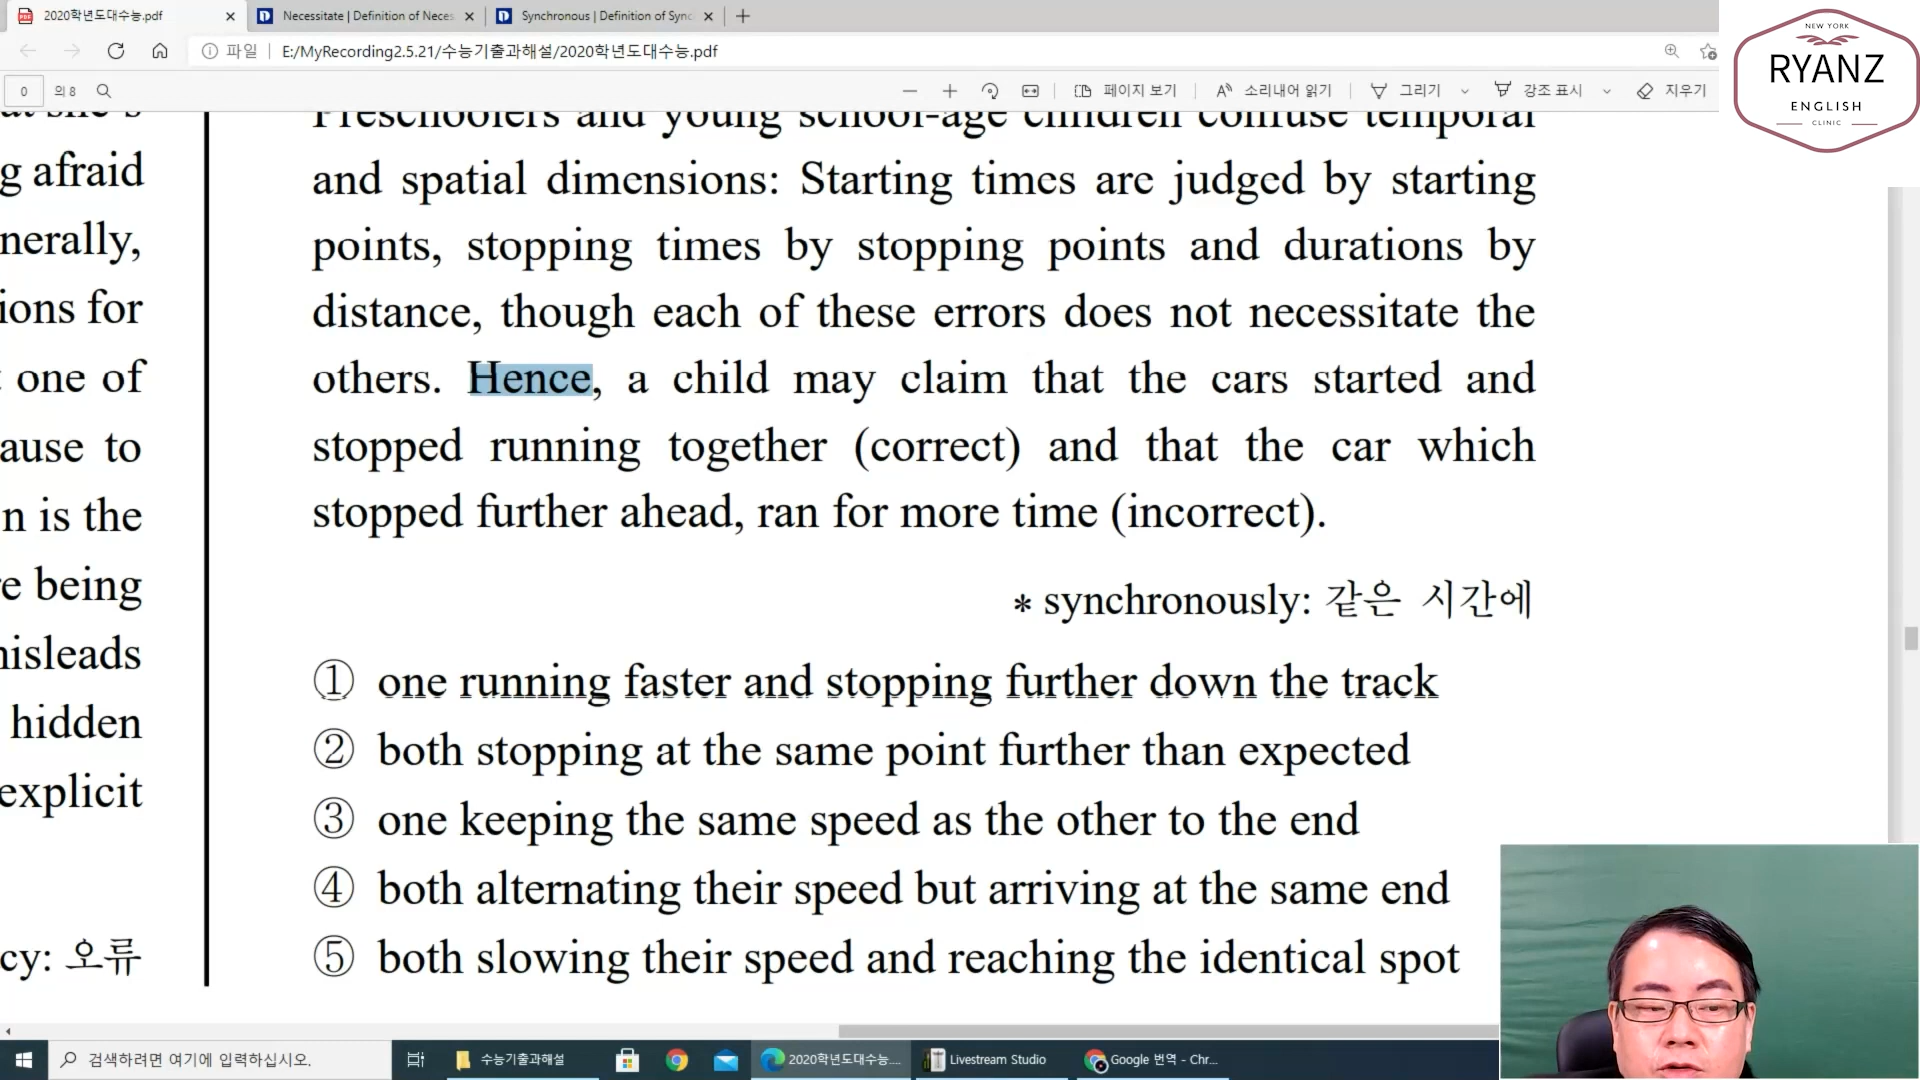 2020학년도대수능.pdf
Necessitate | Definition of Neces
Synchronous | Definition of Sync
파일
E:/MyRecording2.5.21/수능기출과해설/2020학년도대수능.pdf
0 의 8
페이지 보기
소리내어 읽기
그리기
강조 표시
지우기
NEW YORK
RYANZ
ENGLISH
CLINIC
g afraid
nerally,
ions for
one of
ause to
n is the
e being
isleads
hidden
explicit
cy: 오류
Preschoolers and young school-age children confuse temporal
and spatial dimensions: Starting times are judged by starting
points, stopping times by stopping points and durations by
distance, though each of these errors does not necessitate the
others. Hence, a child may claim that the cars started and
stopped running together (correct) and that the car which
stopped further ahead, ran for more time (incorrect).
* synchronously: 같은 시간에
① one running faster and stopping further down the track
② both stopping at the same point further than expected
③ one keeping the same speed as the other to the end
④ both alternating their speed but arriving at the same end
⑤ both slowing their speed and reaching the identical spot
검색하려면 여기에 입력하십시오.
수능기출과해설
2020학년도대수능....
Livestream Studio
Google 번역 - Chr...